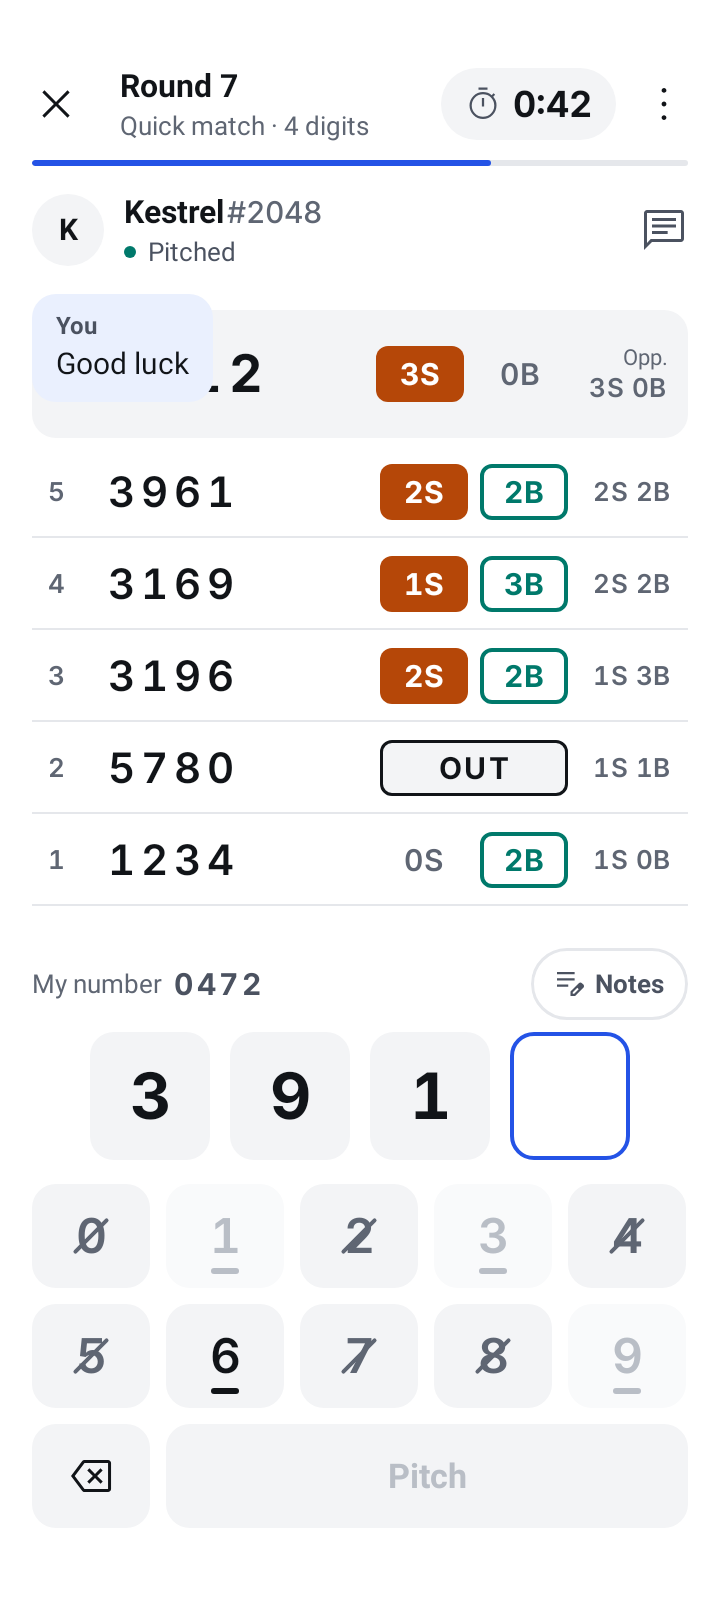 Round 7
Quick match · 4 digits
0:42
K
Kestrel#2048
Pitched
You
Good luck
2
3S 0B
Opp.
3S 0B
5 3961 2S 2B 2S 2B
4 3169 1S 3B 2S 2B
3 3196 2S 2B 1S 3B
2 5780 OUT 1S 1B
1 1234 0S 2B 1S 0B
My number 0472
Notes
3 9 1
0 1 2 3 4
5 6 7 8 9
Pitch